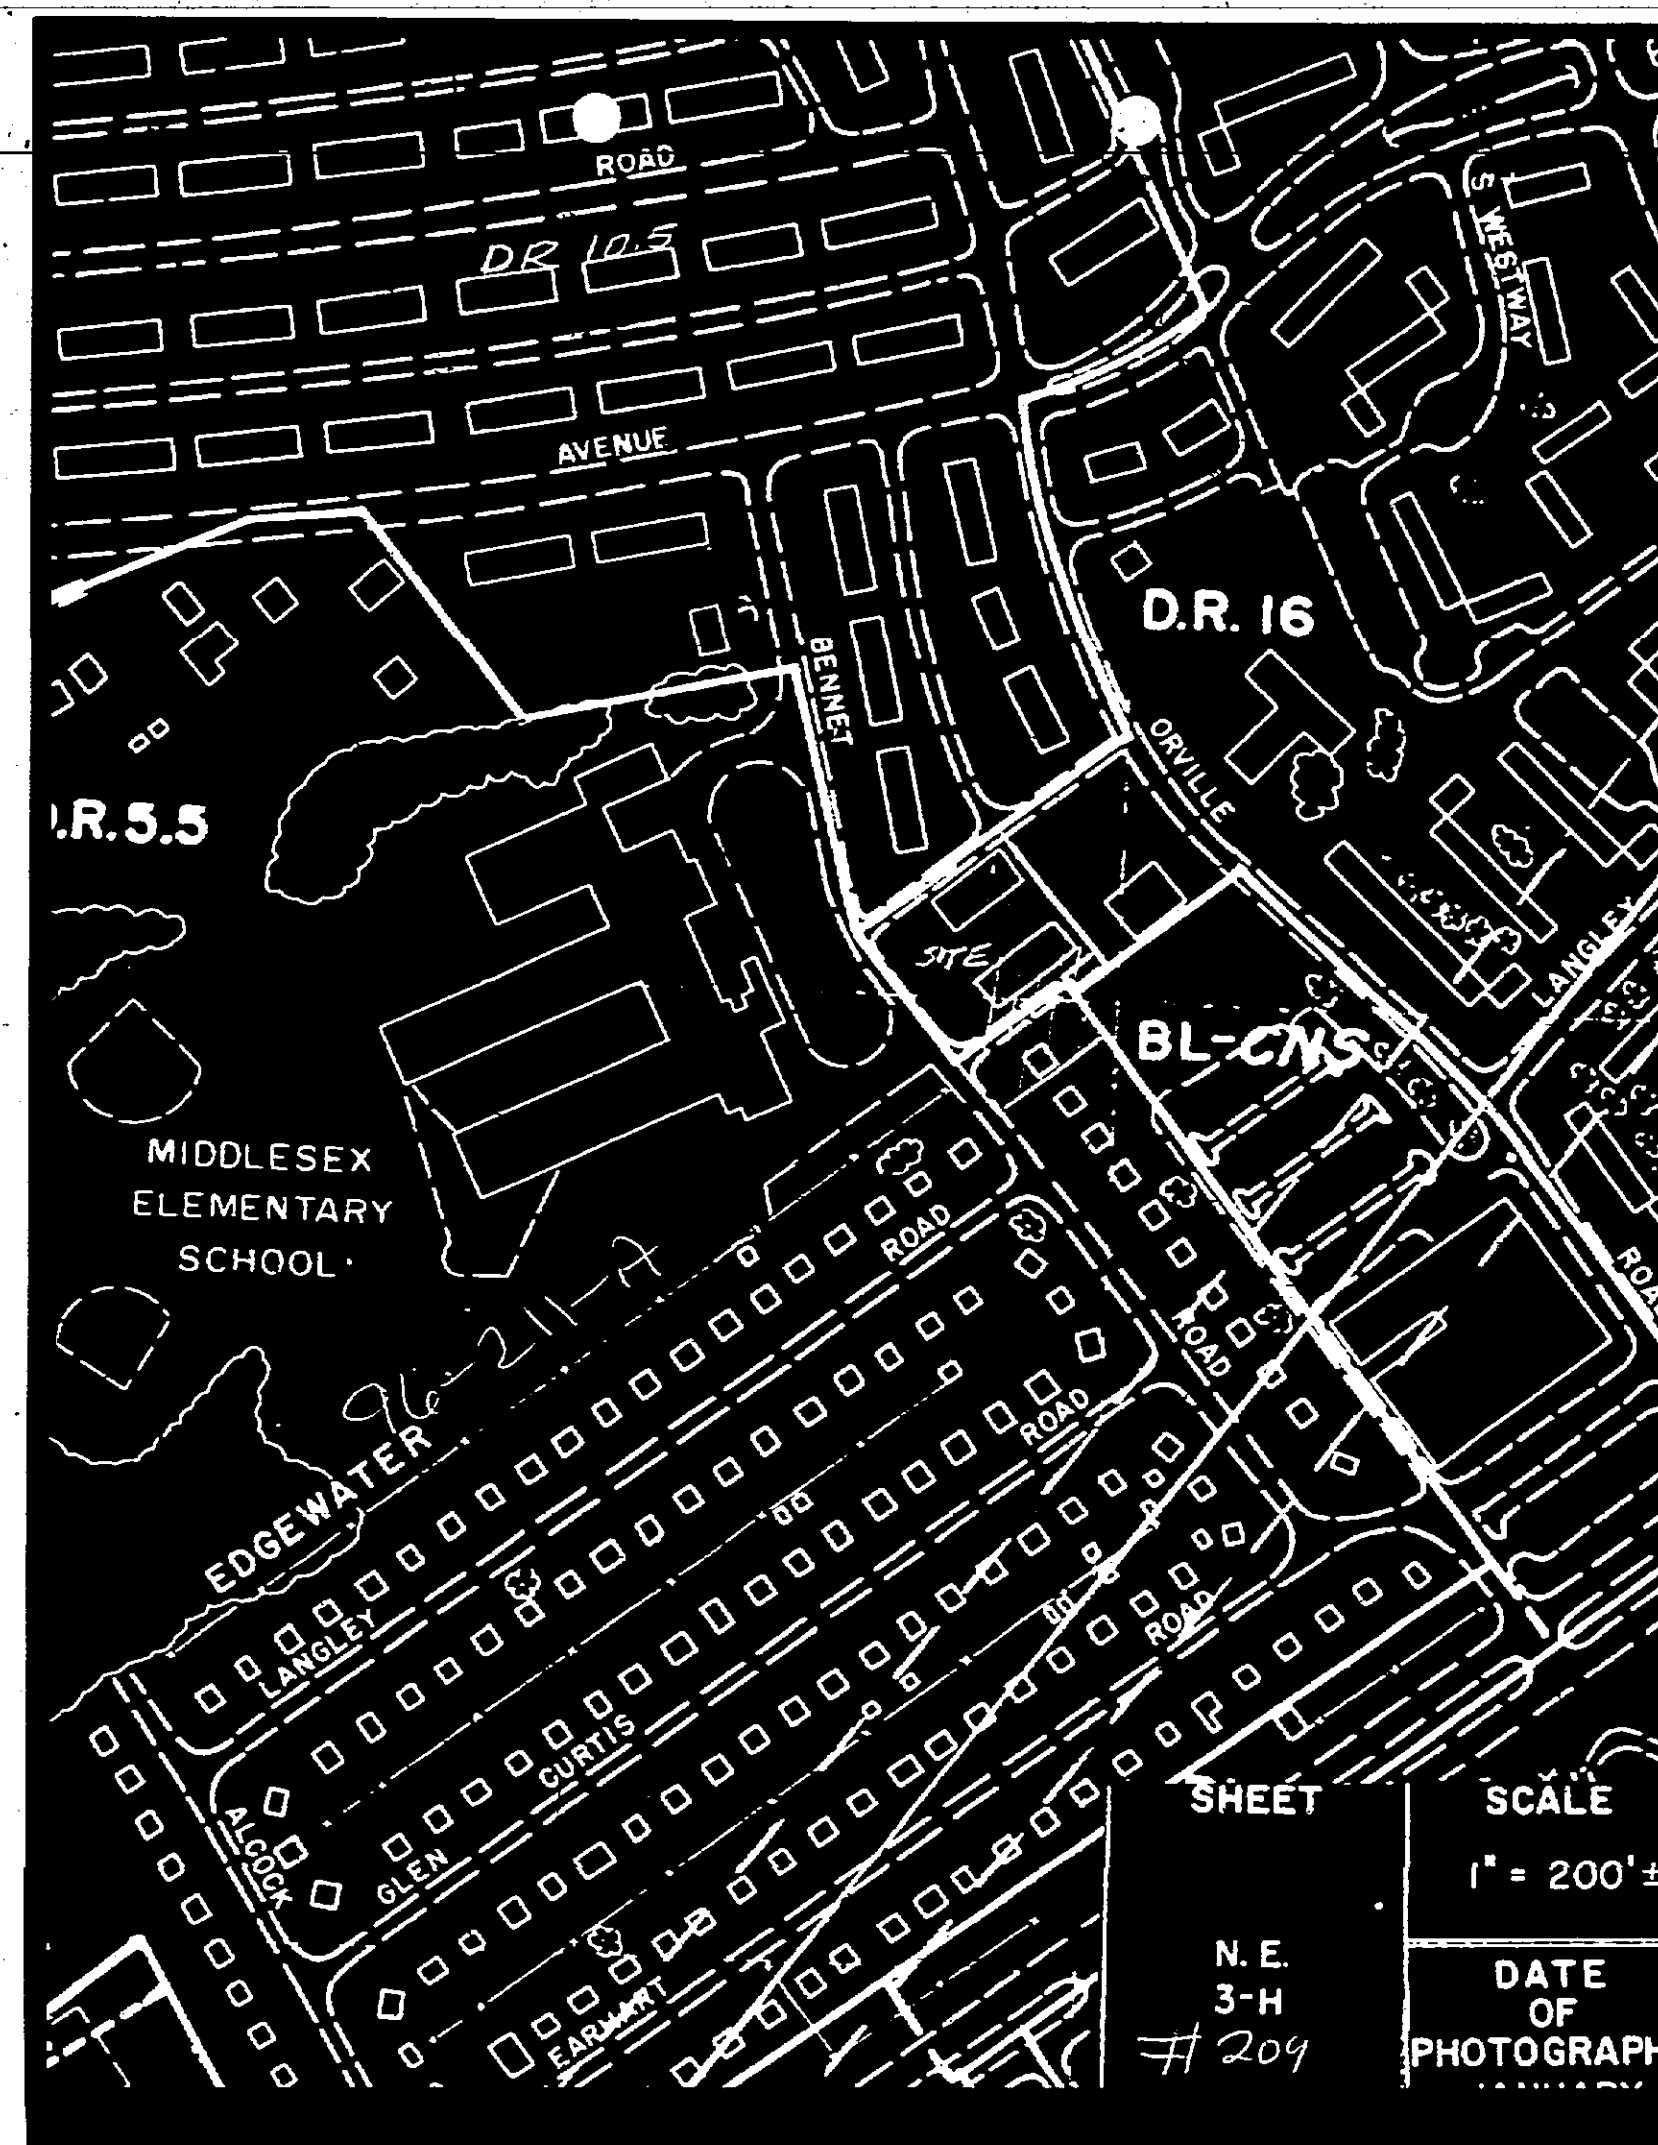 ROAD
DR 10.5
S WESTWAY
AVENUE
D.R. 16
BENNET
ORVILLE
.R. 5.5
SITE
LANGLEY
BL-CNS
MIDDLESEX
ELEMENTARY
SCHOOL
ROAD
ROA
96-211-A
ROAD
ROAD
EDGEWATER
LANGLEY
ROAD
CURTIS
ALCOCK
GLEN
EARHART
SHEET
N. E.
3-H
# 209
SCALE
1" = 200' ±
DATE
OF
PHOTOGRAPH